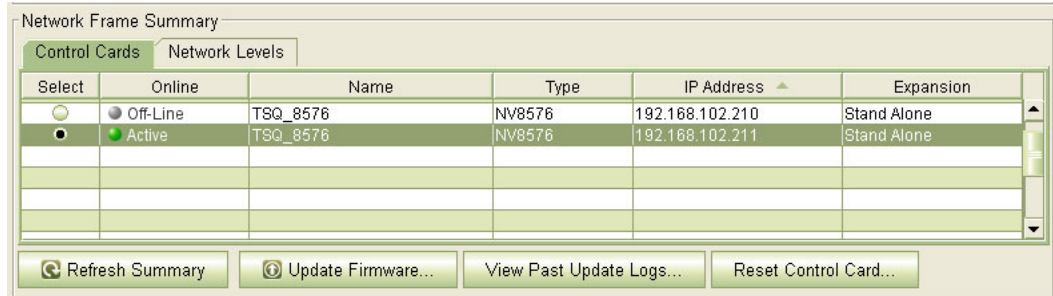 Network Frame Summary
Control Cards Network Levels
Select Online Name Type IP Address Expansion
Off-Line TSQ_8576 NV8576 192.168.102.210 Stand Alone
Active TSQ_8576 NV8576 192.168.102.211 Stand Alone
Refresh Summary Update Firmware... View Past Update Logs... Reset Control Card...